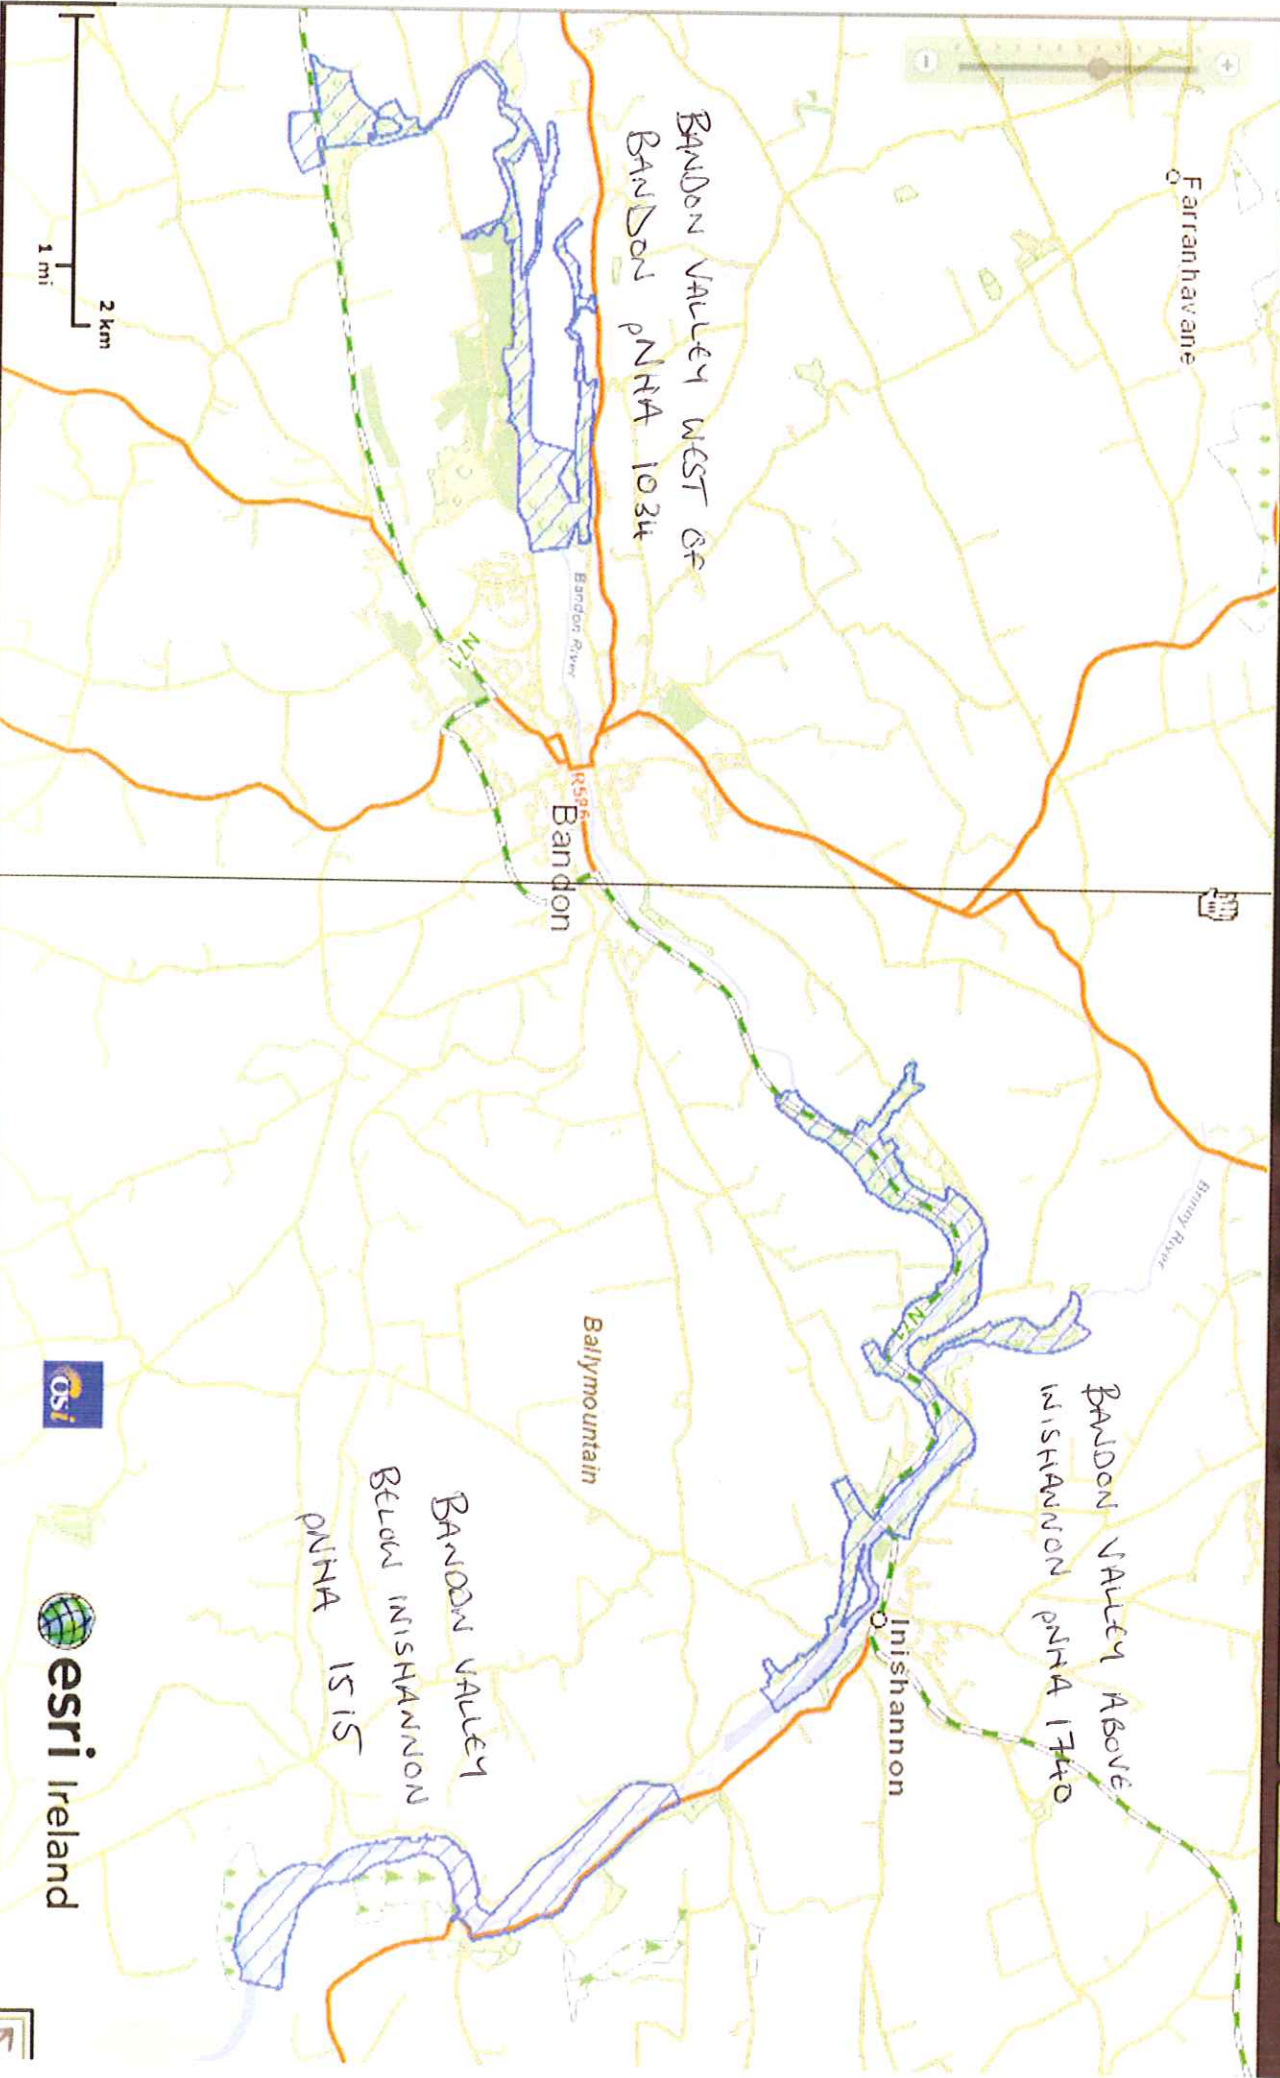 Farranhavane
BANDON VALLEY WEST OF
BANDON pNHA 1034
Bandon River
N71
R586
Bandon
Brinny River
BANDON VALLEY ABOVE
INISHANNON pNHA 1740
N71
Inishannon
Ballymountain
BANDON VALLEY
BELOW INISHANNON
pNHA 1515
2 km
1 mi
osi
esri Ireland